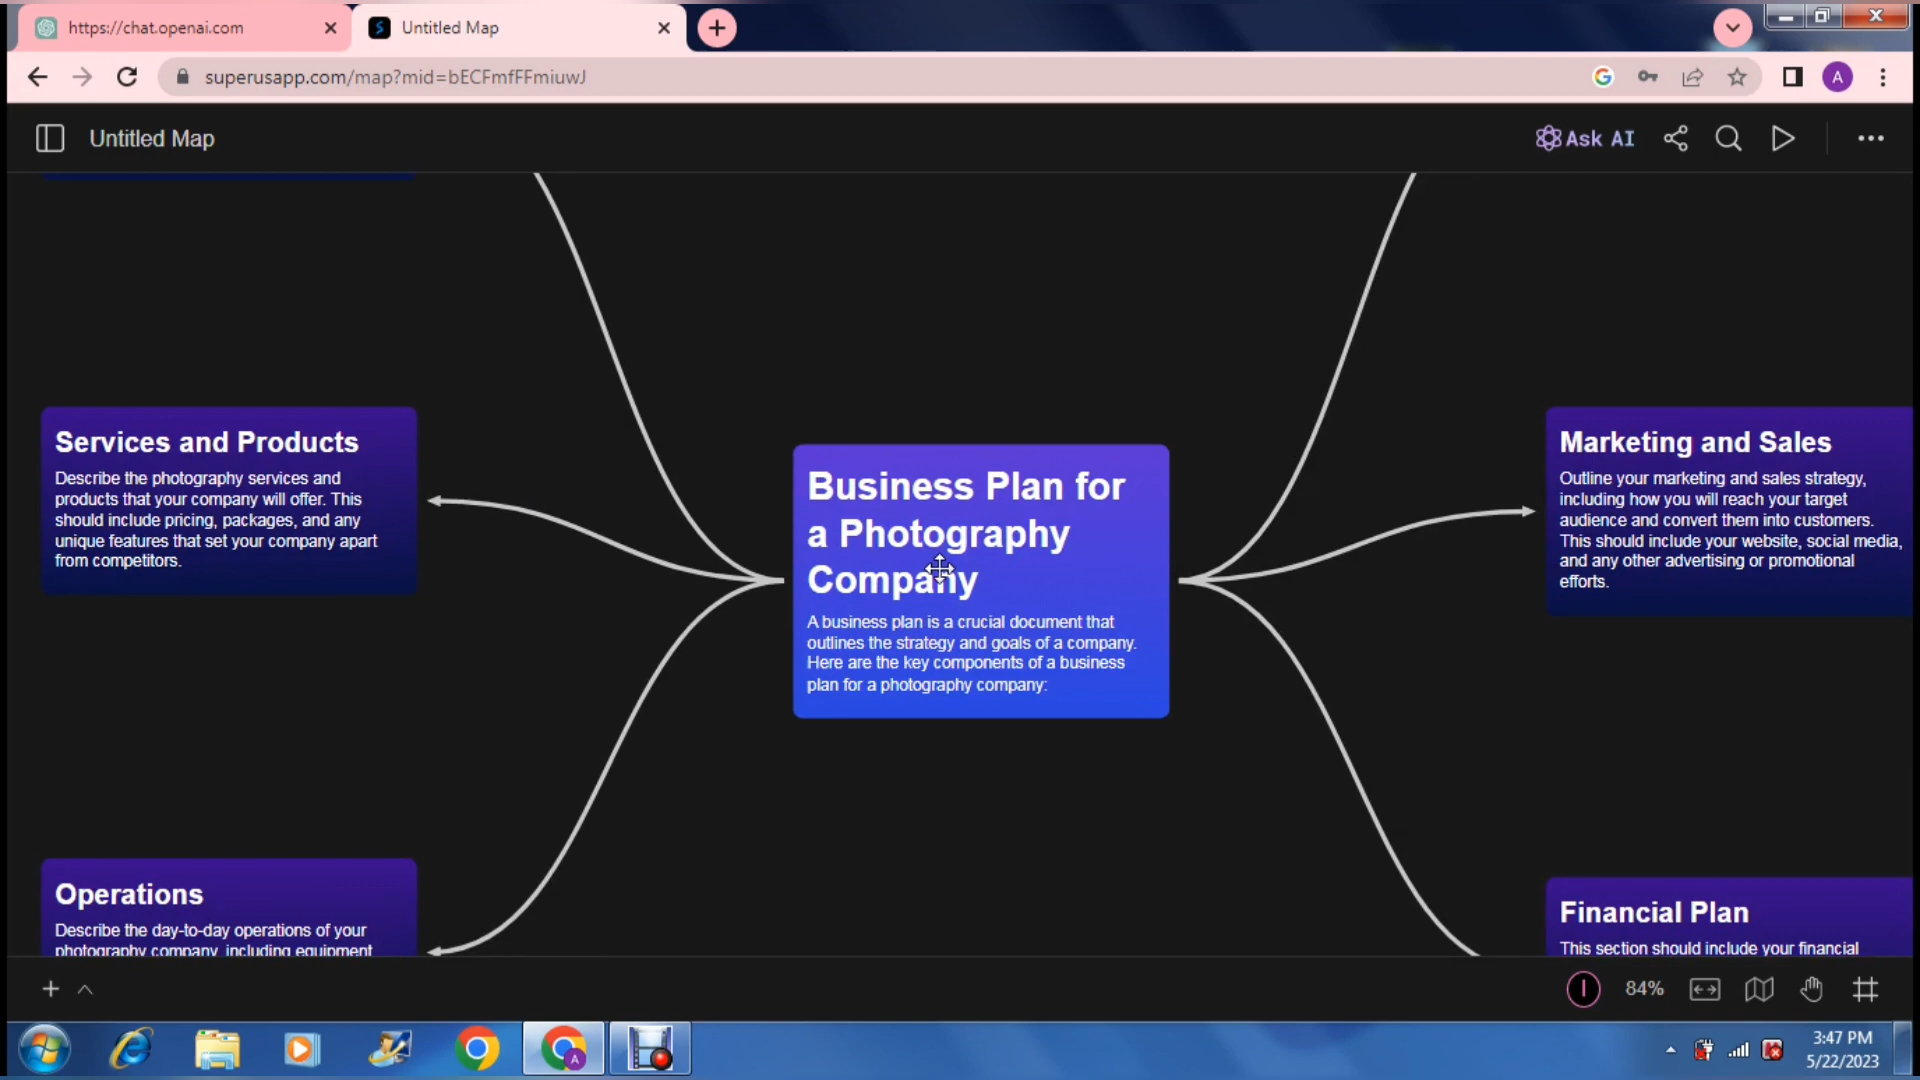 https://chat.openai.com
Untitled Map
superusapp.com/map?mid=bECFmfFFmiuwJ
A
Untitled Map
Ask AI
Services and Products
Describe the photography services and
products that your company will offer. This
should include pricing, packages, and any
unique features that set your company apart
from competitors.
Business Plan for
a Photography
Company
A business plan is a crucial document that
outlines the strategy and goals of a company.
Here are the key components of a business
plan for a photography company:
Marketing and Sales
Outline your marketing and sales strategy,
including how you will reach your target
audience and convert them into customers.
This should include your website, social media,
and any other advertising or promotional
efforts.
Operations
Describe the day-to-day operations of your
photography company, including equipment
Financial Plan
This section should include your financial
I
84%
A
3:47 PM
5/22/2023